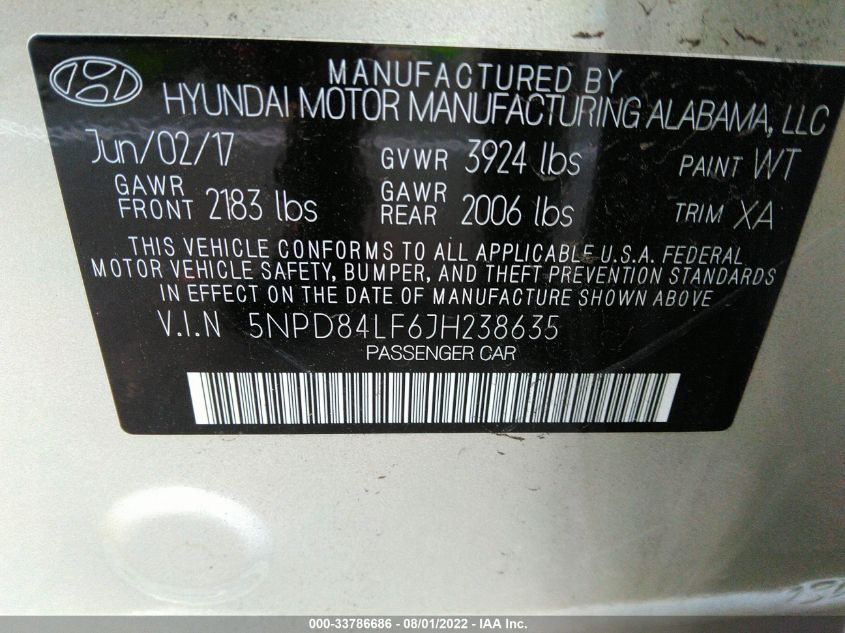 MANUFACTURED BY
HYUNDAI MOTOR MANUFACTURING ALABAMA, LLC
Jun/02/17 GVWR 3924 lbs PAINT WT
GAWR FRONT 2183 lbs GAWR REAR 2006 lbs TRIM XA
THIS VEHICLE CONFORMS TO ALL APPLICABLE U.S.A. FEDERAL
MOTOR VEHICLE SAFETY, BUMPER, AND THEFT PREVENTION STANDARDS
IN EFFECT ON THE DATE OF MANUFACTURE SHOWN ABOVE
V.I.N 5NPD84LF6JH238635
PASSENGER CAR
000-33786686 - 08/01/2022 - IAA Inc.